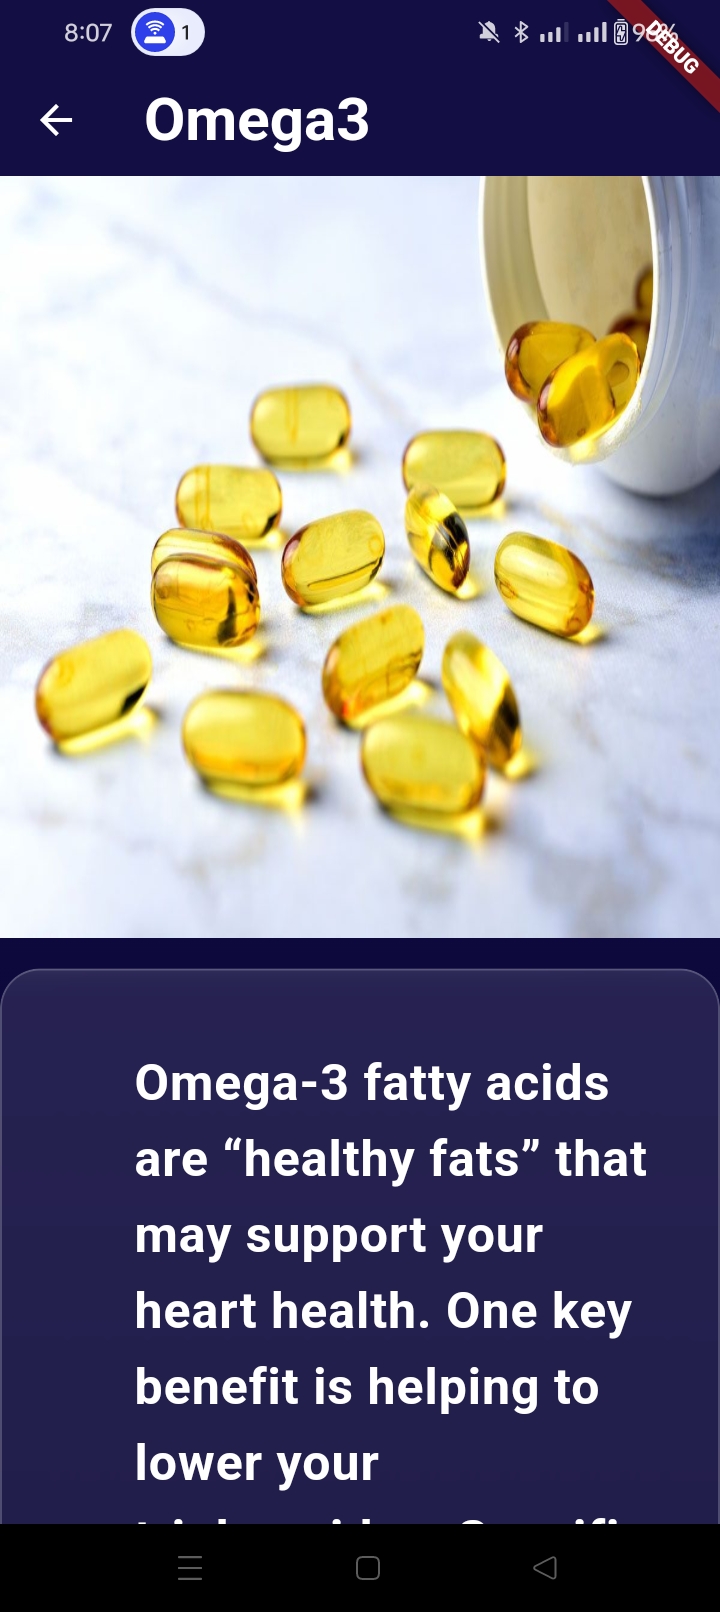 8:07
1
DEBUG
Omega3
Omega-3 fatty acids
are “healthy fats” that
may support your
heart health. One key
benefit is helping to
lower your